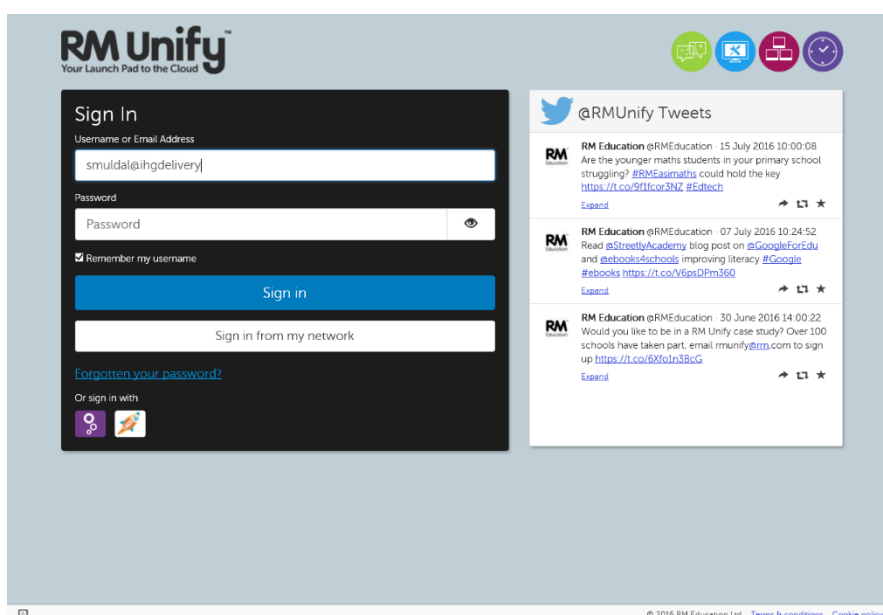 RM Unify™
Your Launch Pad to the Cloud
Sign In
Username or Email Address
smuldal@ihgdelivery
Password
Password
Remember my username
Sign in
Sign in from my network
Forgotten your password?
Or sign in with
@RMUnify Tweets
RM Education
RM Education @RMEducation · 15 July 2016 10:00:08
Are the younger maths students in your primary school
struggling? #RMEasimaths could hold the key
https://t.co/9f1fcor3NZ #Edtech
Expand
RM Education
RM Education @RMEducation · 07 July 2016 10:24:52
Read @StreetlyAcademy blog post on @GoogleForEdu
and @ebooks4schools improving literacy #Google
#ebooks https://t.co/V6psDPm360
Expand
RM Education
RM Education @RMEducation · 30 June 2016 14:00:22
Would you like to be in a RM Unify case study? Over 100
schools have taken part, email rmunify@rm.com to sign
up https://t.co/6Xfo1n3BcG
Expand
© 2016 RM Education Ltd Terms & conditions Cookie policy